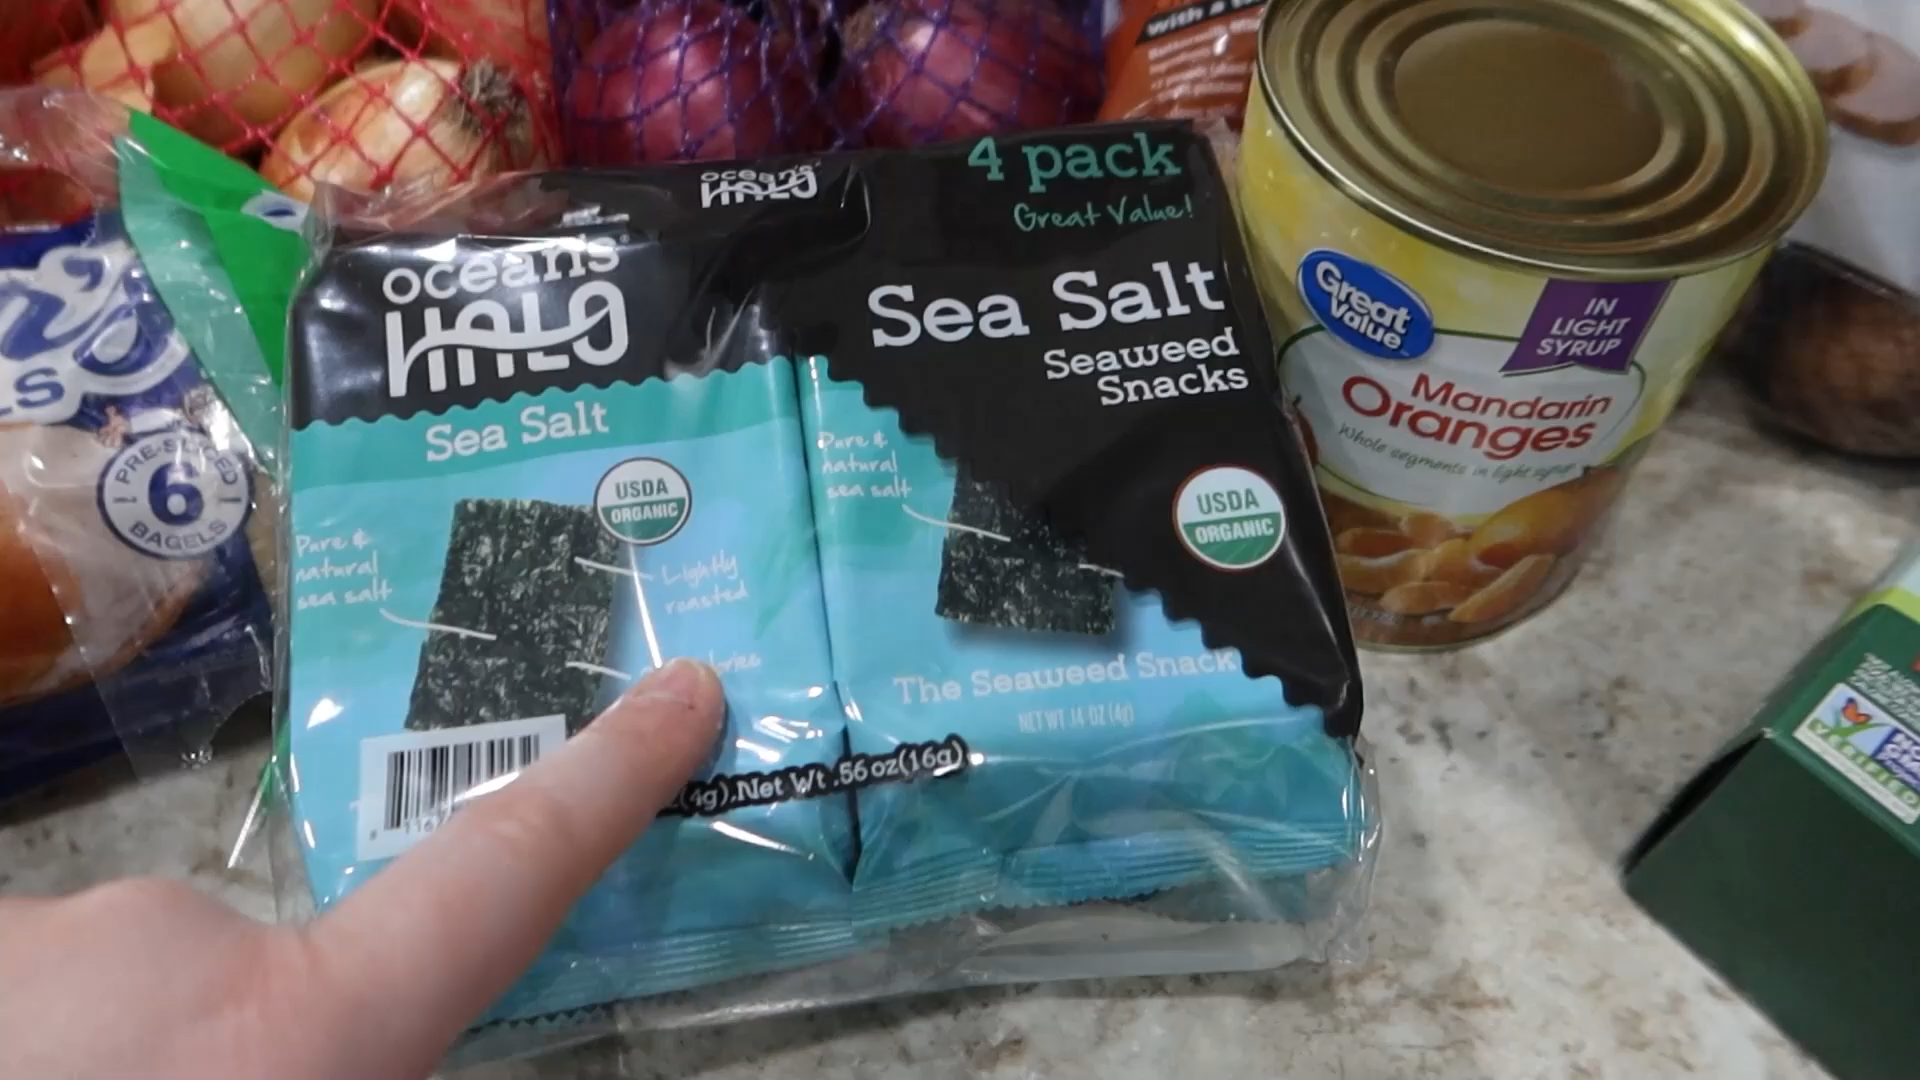 with a
ocean's
HALO
4 pack
Great Value!
ocean's
HALO
Sea Salt
Seaweed
Snacks
Sea Salt
USDA
ORGANIC
Pure &
natural
sea salt
Lightly
roasted
Pure &
natural
sea salt
USDA
ORGANIC
The Seaweed Snack
NET WT .14 OZ (4g)
(4g).Net Wt .56 oz(16g)
PRE-SLICED
6
BAGELS
Great
Value
IN
LIGHT
SYRUP
Mandarin
Oranges
Whole segments in light syrup
VERIFIED